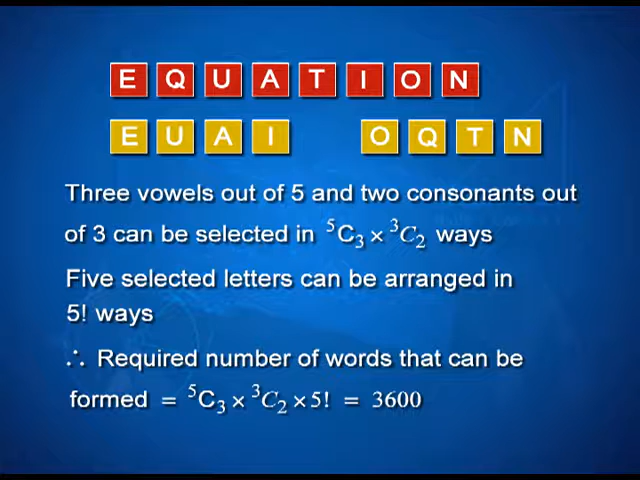 E Q U A T I O N
E U A I O Q T N
Three vowels out of 5 and two consonants out
of 3 can be selected in ⁵C₃ × ³C₂ ways
Five selected letters can be arranged in
5! ways
∴ Required number of words that can be
formed = ⁵C₃ × ³C₂ × 5! = 3600